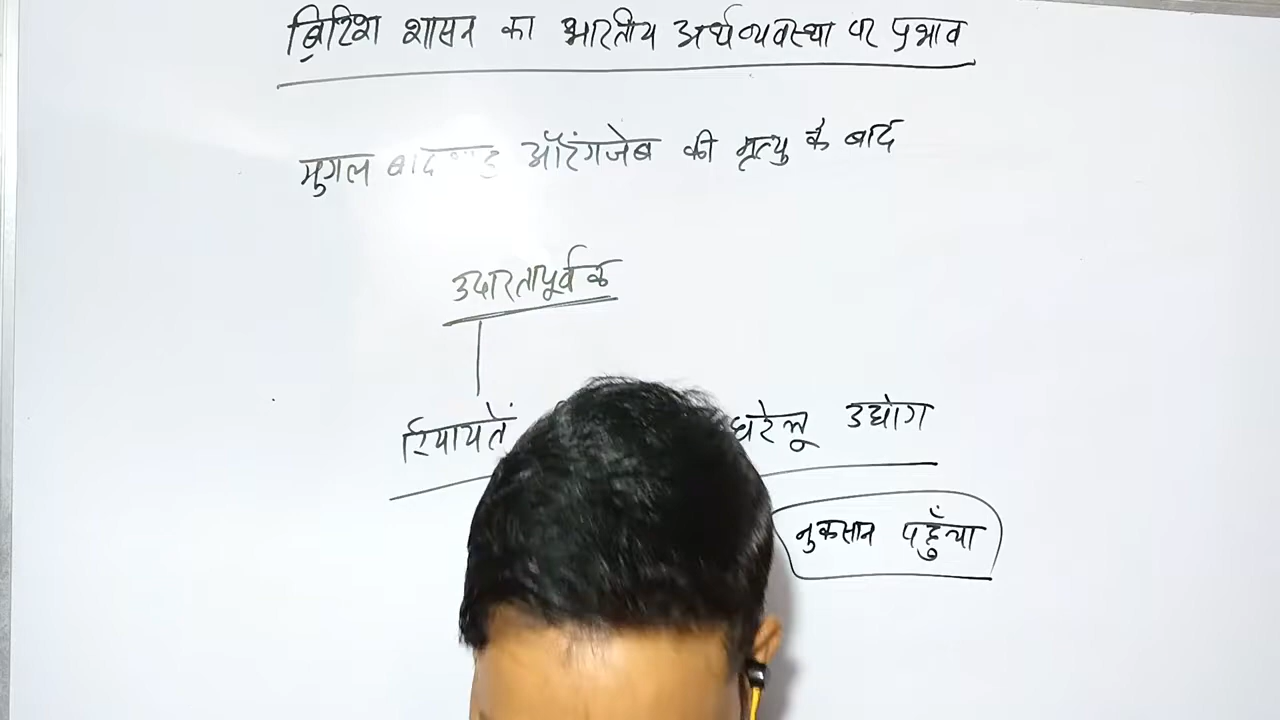 ब्रिटिश शासन का भारतीय अर्थव्यवस्था पर प्रभाव
मुगल बादशाह औरंगजेब की मृत्यु के बाद
उदारतापूर्वक
रियायतें घरेलू उद्योग
नुकसान पहुँचा